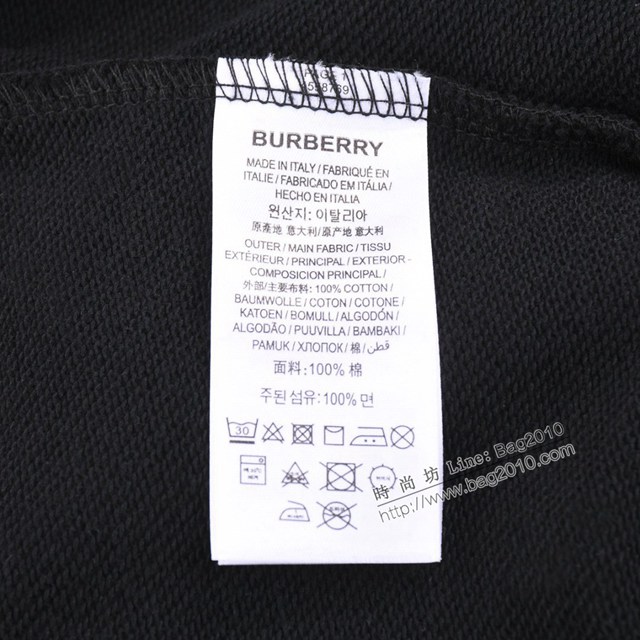 BURBERRY
MADE IN ITALY / FABRIQUÉ EN
ITALIE / FABRICADO EM ITÁLIA /
HECHO EN ITALIA
원산지: 이탈리아
原產地 意大利/原产地 意大利
OUTER / MAIN FABRIC / TISSU
EXTÉRIEUR / PRINCIPAL / EXTERIOR -
COMPOSICION PRINCIPAL /
外部/主要布料: 100% COTTON /
BAUMWOLLE / COTON / COTONE /
KATOEN / BOMULL / ALGODÓN /
ALGODÃO / PUUVILLA / BAMBAKI /
PAMUK / ХЛОПОК / 棉 / قطن
面料:100% 棉
주된 섬유: 100% 면
30
時尚坊 Line: Bag2010
http://www.bag2010.com